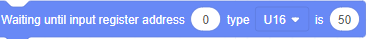 Waiting until input register address 0 type U16 is 50